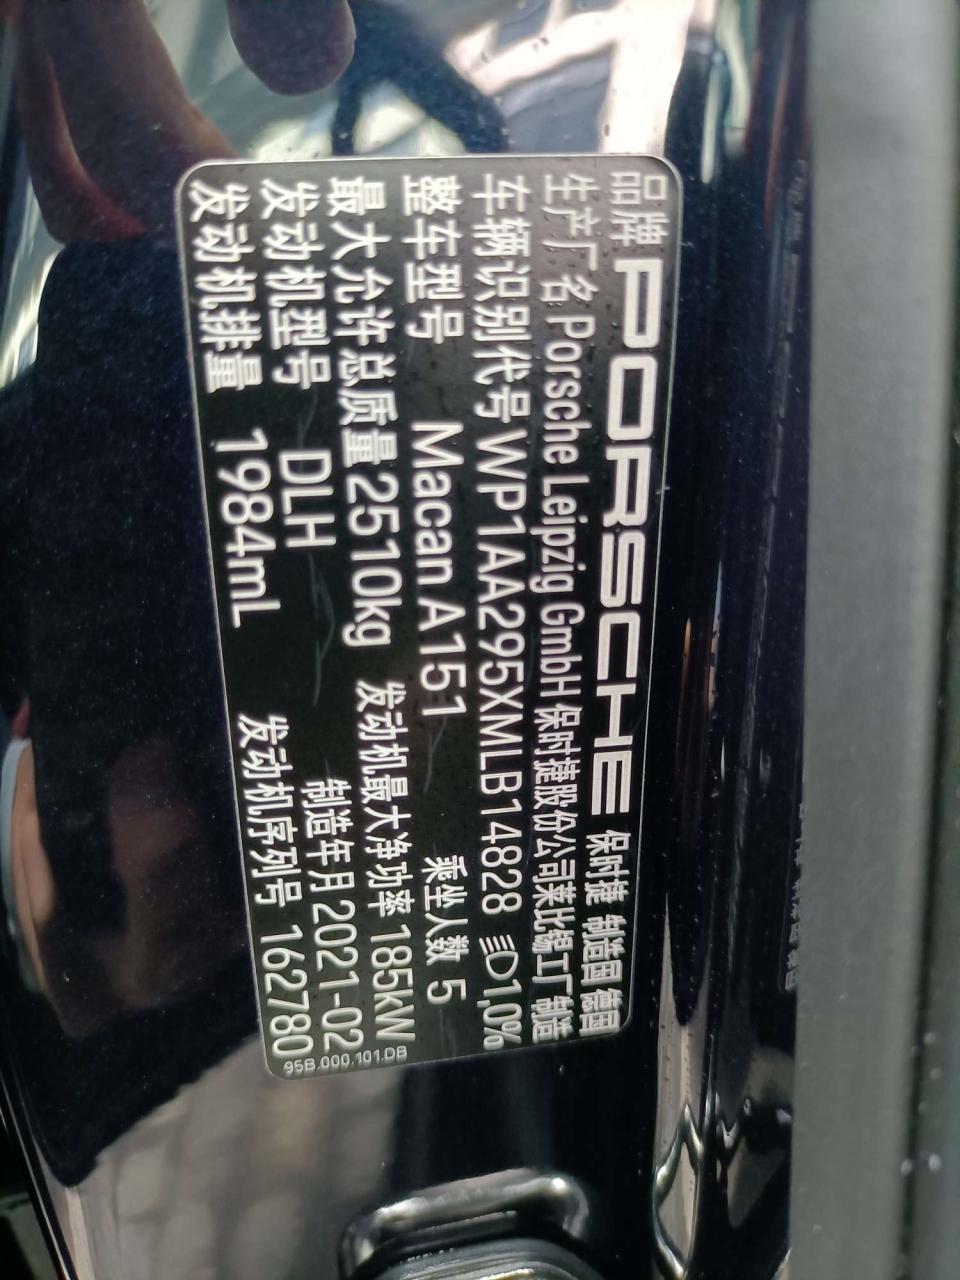 品牌 PORSCHE 保时捷 制造国 德国
生产厂名 Porsche Leipzig GmbH 保时捷股份公司莱比锡工厂 制造
车辆识别代号 WP1AA295XMLB14828 1,0%
整车型号 Macan A151 乘坐人数 5
最大允许总质量 2510kg 发动机最大净功率 185kW
发动机型号 DLH 制造年月 2021-02
发动机排量 1984mL 发动机序列号 162780
95B.000.101.DB